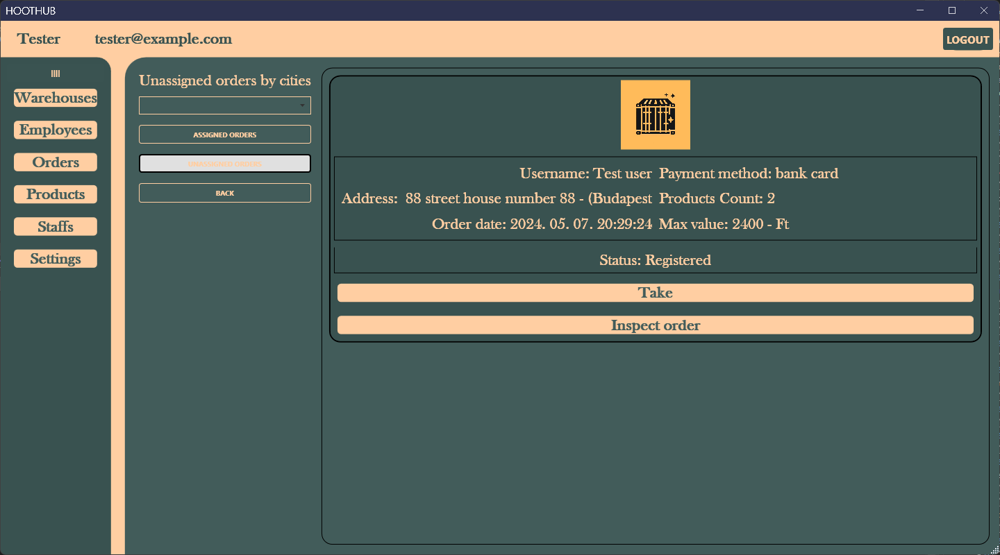 HOOTHUB
Tester tester@example.com LOGOUT
Warehouses
Employees
Orders
Products
Staffs
Settings
Unassigned orders by cities
ASSIGNED ORDERS
UNASSIGNED ORDERS
BACK
Username: Test user Payment method: bank card
Address: 88 street house number 88 - (Budapest Products Count: 2
Order date: 2024. 05. 07. 20:29:24 Max value: 2400 - Ft
Status: Registered
Take
Inspect order